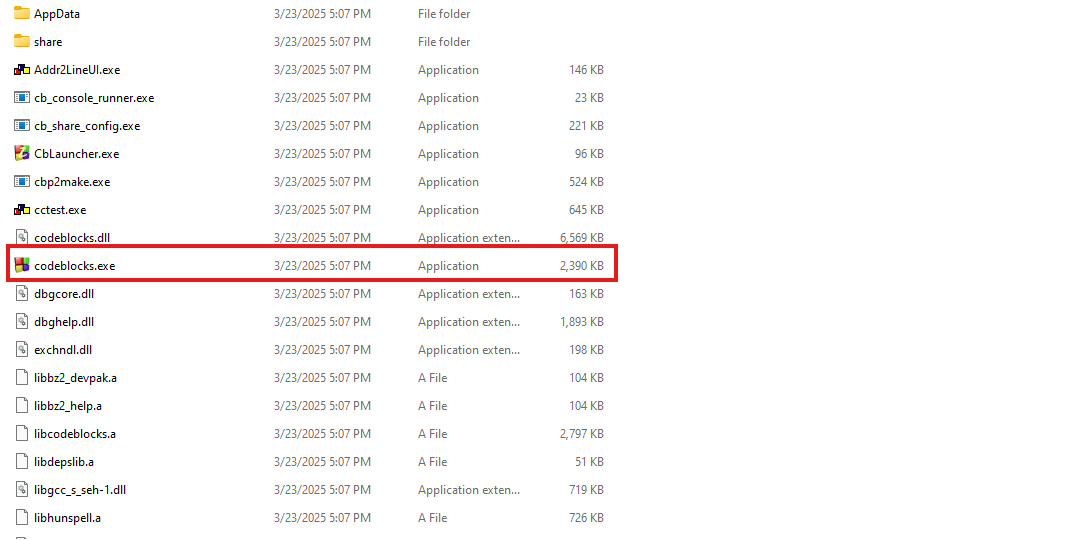 AppData 3/23/2025 5:07 PM File folder
share 3/23/2025 5:07 PM File folder
Addr2LineUI.exe 3/23/2025 5:07 PM Application 146 KB
cb_console_runner.exe 3/23/2025 5:07 PM Application 23 KB
cb_share_config.exe 3/23/2025 5:07 PM Application 221 KB
CbLauncher.exe 3/23/2025 5:07 PM Application 96 KB
cbp2make.exe 3/23/2025 5:07 PM Application 524 KB
cctest.exe 3/23/2025 5:07 PM Application 645 KB
codeblocks.dll 3/23/2025 5:07 PM Application exten... 6,569 KB
codeblocks.exe 3/23/2025 5:07 PM Application 2,390 KB
dbgcore.dll 3/23/2025 5:07 PM Application exten... 163 KB
dbghelp.dll 3/23/2025 5:07 PM Application exten... 1,893 KB
exchndl.dll 3/23/2025 5:07 PM Application exten... 198 KB
libbz2_devpak.a 3/23/2025 5:07 PM A File 104 KB
libbz2_help.a 3/23/2025 5:07 PM A File 104 KB
libcodeblocks.a 3/23/2025 5:07 PM A File 2,797 KB
libdepslib.a 3/23/2025 5:07 PM A File 51 KB
libgcc_s_seh-1.dll 3/23/2025 5:07 PM Application exten... 719 KB
libhunspell.a 3/23/2025 5:07 PM A File 726 KB